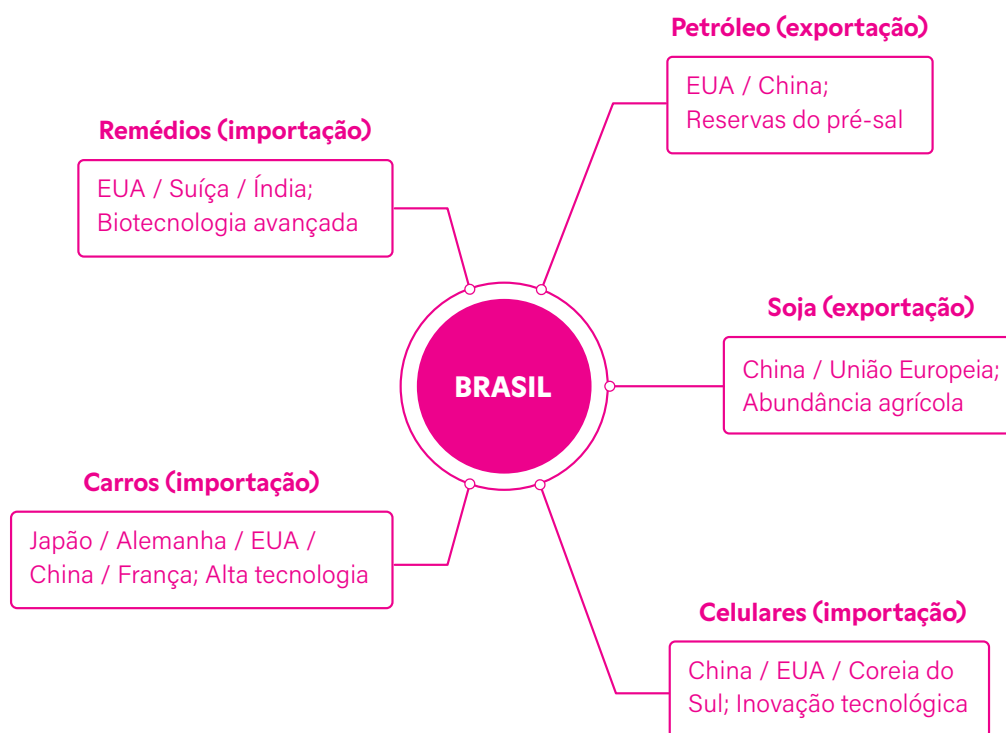 Petróleo (exportação)
EUA / China;
Reservas do pré-sal
Remédios (importação)
EUA / Suíça / Índia;
Biotecnologia avançada
Soja (exportação)
China / União Europeia;
Abundância agrícola
BRASIL
Carros (importação)
Japão / Alemanha / EUA /
China / França; Alta tecnologia
Celulares (importação)
China / EUA / Coreia do
Sul; Inovação tecnológica